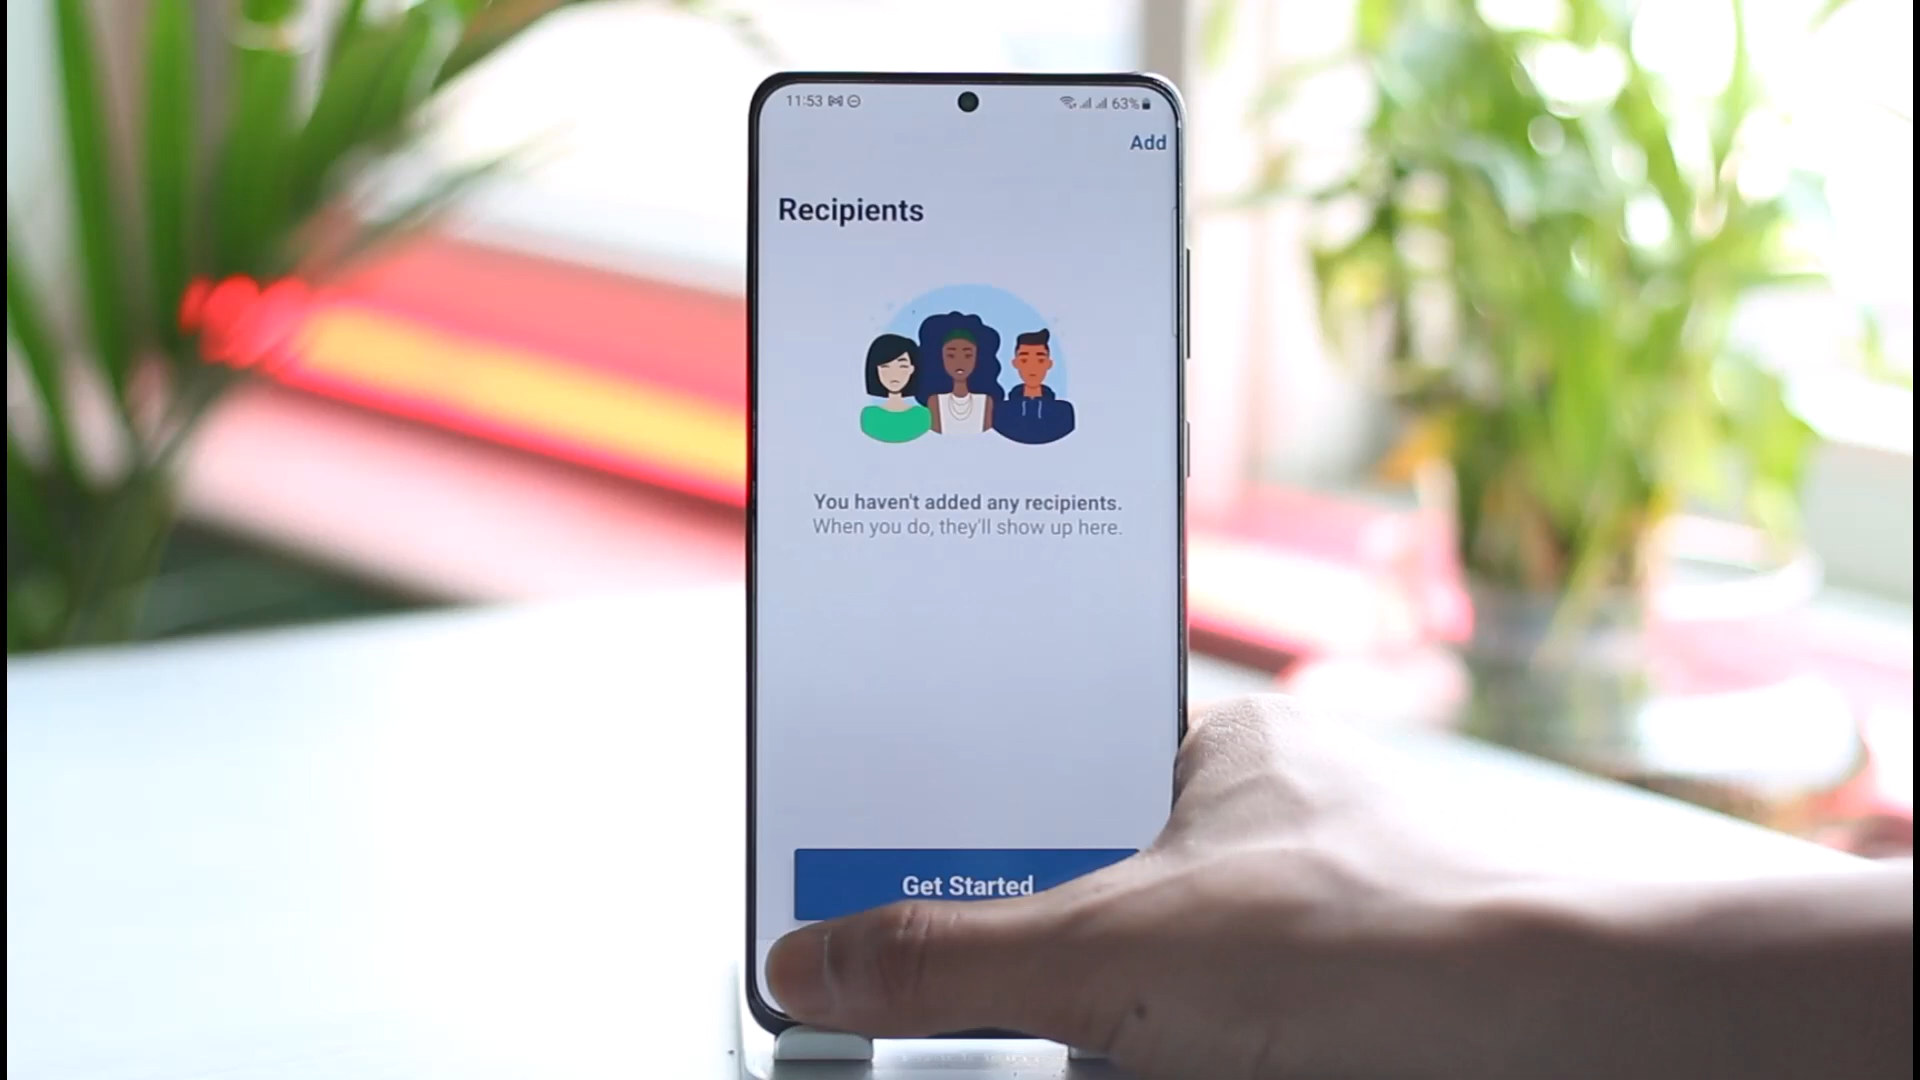 11:53
63%
Add
Recipients
You haven't added any recipients.
When you do, they'll show up here.
Get Started